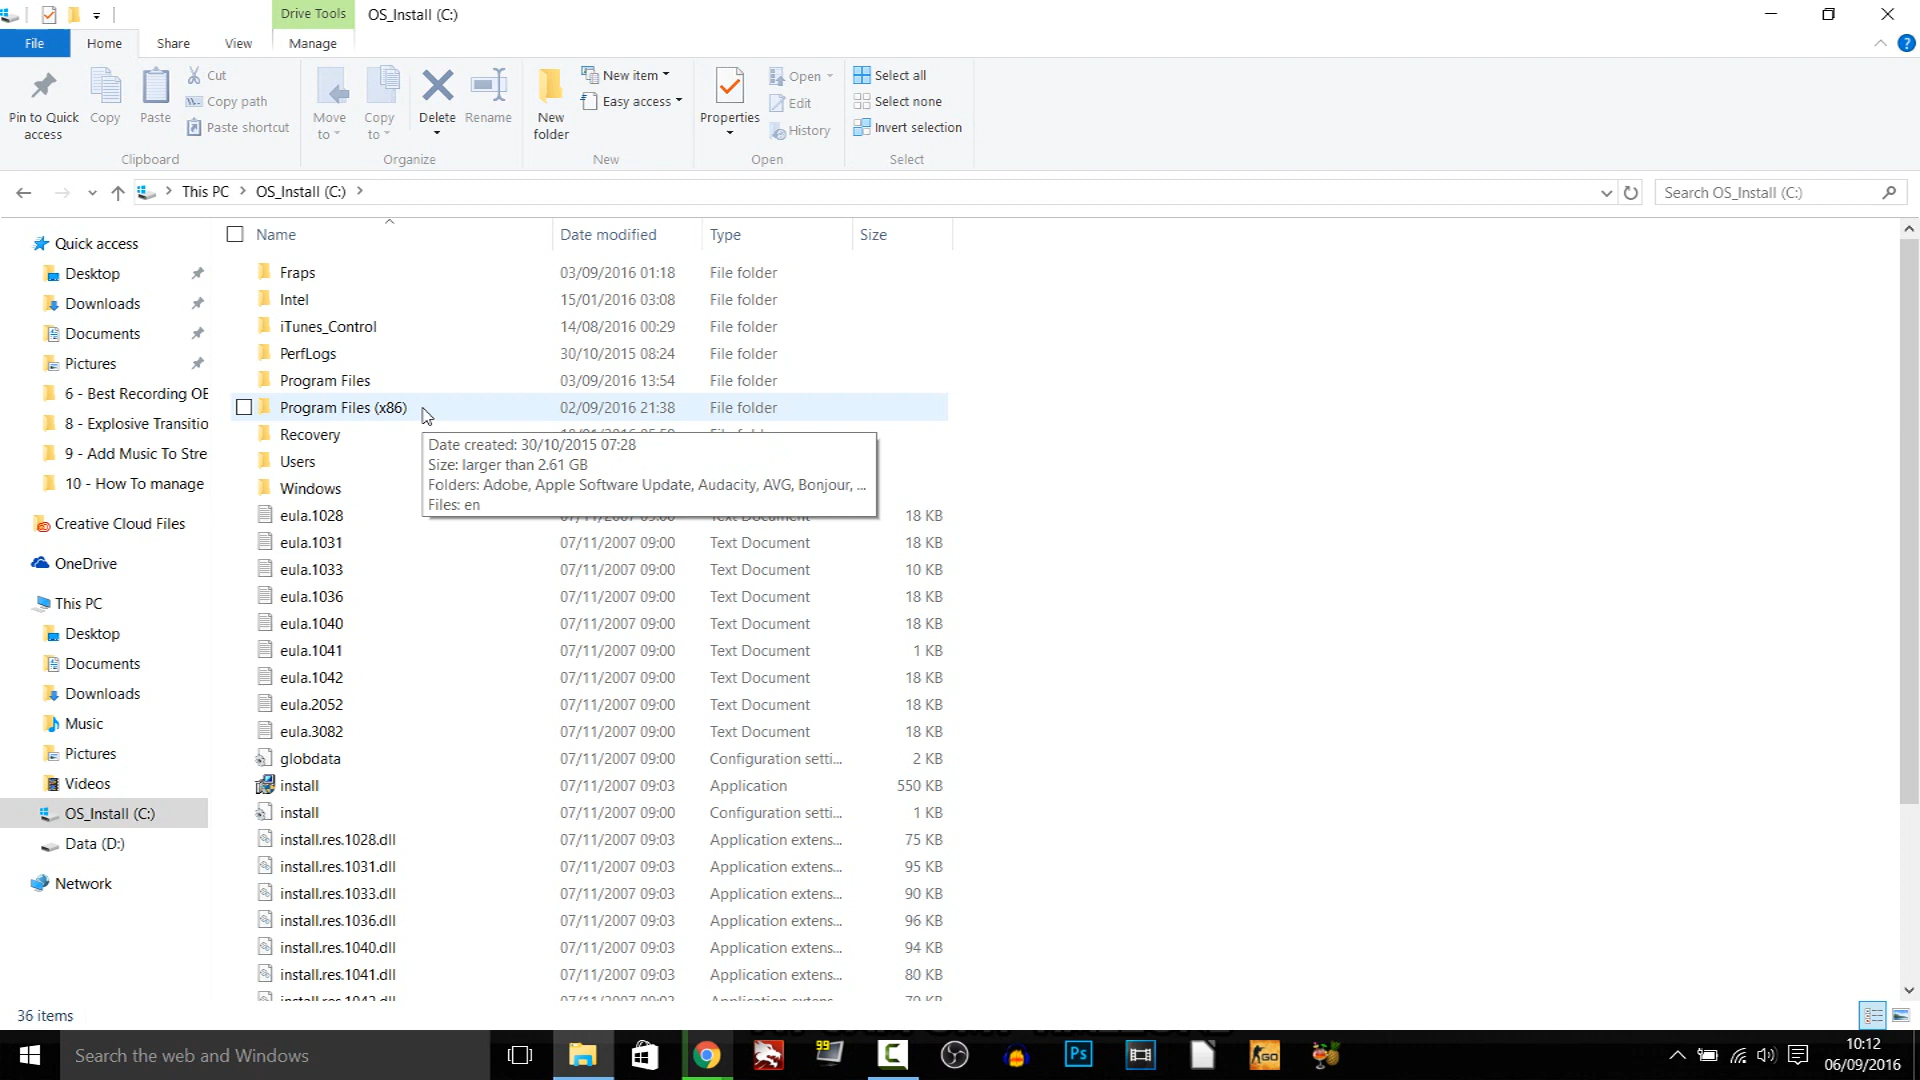 Drive Tools
OS_Install (C:)
File
Home
Share
View
Manage
Pin to Quick access
Copy
Paste
Cut
Copy path
Paste shortcut
Clipboard
Move to
Copy to
Delete
Rename
Organize
New folder
New item
Easy access
New
Properties
Open
Edit
History
Open
Select all
Select none
Invert selection
Select
This PC > OS_Install (C:) >
Search OS_Install (C:)
Quick access
Desktop
Downloads
Documents
Pictures
6 - Best Recording OB
8 - Explosive Transitio
9 - Add Music To Stre
10 - How To manage
Creative Cloud Files
OneDrive
This PC
Desktop
Documents
Downloads
Music
Pictures
Videos
OS_Install (C:)
Data (D:)
Network
Name Date modified Type Size
Fraps 03/09/2016 01:18 File folder
Intel 15/01/2016 03:08 File folder
iTunes_Control 14/08/2016 00:29 File folder
PerfLogs 30/10/2015 08:24 File folder
Program Files 03/09/2016 13:54 File folder
Program Files (x86) 02/09/2016 21:38 File folder
Recovery
Users
Windows
Date created: 30/10/2015 07:28
Size: larger than 2.61 GB
Folders: Adobe, Apple Software Update, Audacity, AVG, Bonjour, ...
Files: en
eula.1028 07/11/2007 09:00 Text Document 18 KB
eula.1031 07/11/2007 09:00 Text Document 18 KB
eula.1033 07/11/2007 09:00 Text Document 10 KB
eula.1036 07/11/2007 09:00 Text Document 18 KB
eula.1040 07/11/2007 09:00 Text Document 18 KB
eula.1041 07/11/2007 09:00 Text Document 1 KB
eula.1042 07/11/2007 09:00 Text Document 18 KB
eula.2052 07/11/2007 09:00 Text Document 18 KB
eula.3082 07/11/2007 09:00 Text Document 18 KB
globdata 07/11/2007 09:00 Configuration setti... 2 KB
install 07/11/2007 09:03 Application 550 KB
install 07/11/2007 09:00 Configuration setti... 1 KB
install.res.1028.dll 07/11/2007 09:03 Application extens... 75 KB
install.res.1031.dll 07/11/2007 09:03 Application extens... 95 KB
install.res.1033.dll 07/11/2007 09:03 Application extens... 90 KB
install.res.1036.dll 07/11/2007 09:03 Application extens... 96 KB
install.res.1040.dll 07/11/2007 09:03 Application extens... 94 KB
install.res.1041.dll 07/11/2007 09:03 Application extens... 80 KB
36 items
Search the web and Windows
99
Ps
GO
10:12
06/09/2016